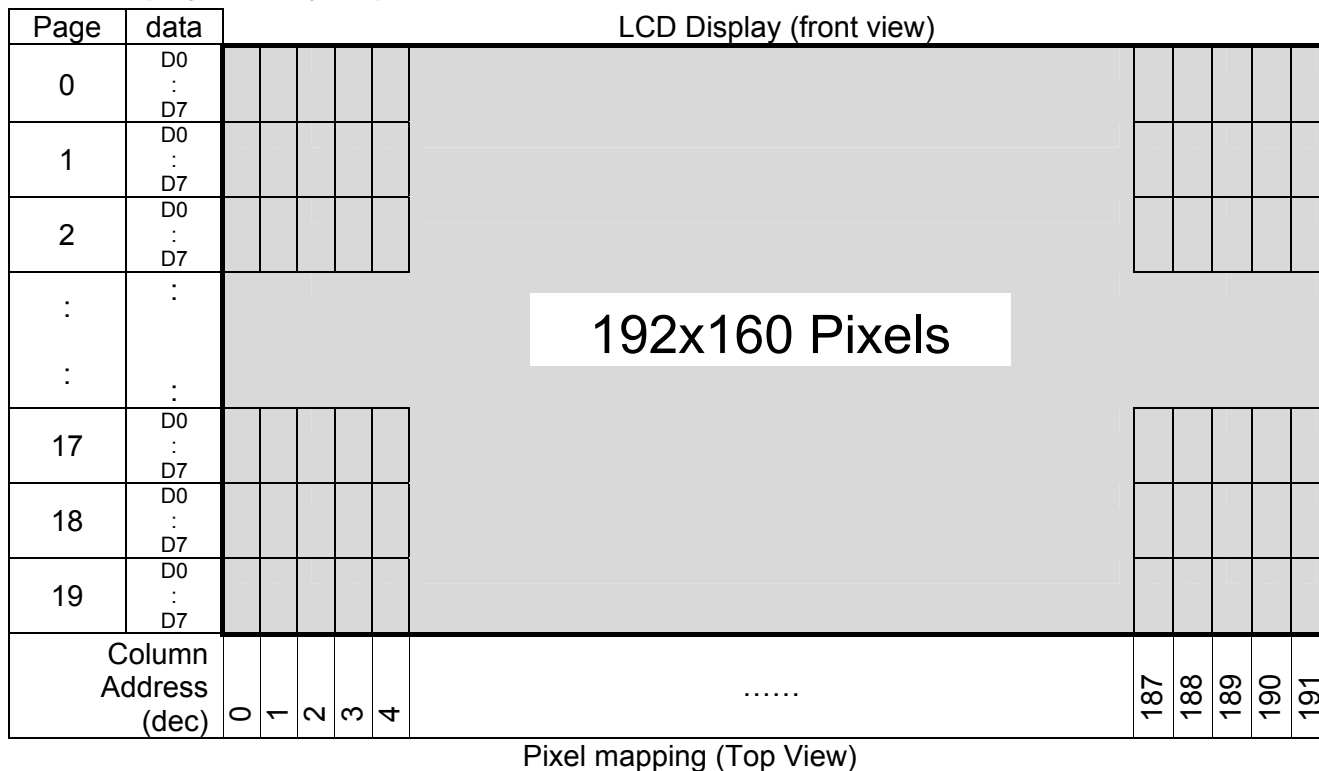 Page data LCD Display (front view)
0 D0 : D7
1 D0 : D7
2 D0 : D7
: :
192x160 Pixels
: :
17 D0 : D7
18 D0 : D7
19 D0 : D7
Column
Address
(dec) 0 1 2 3 4 …… 187 188 189 190 191
Pixel mapping (Top View)